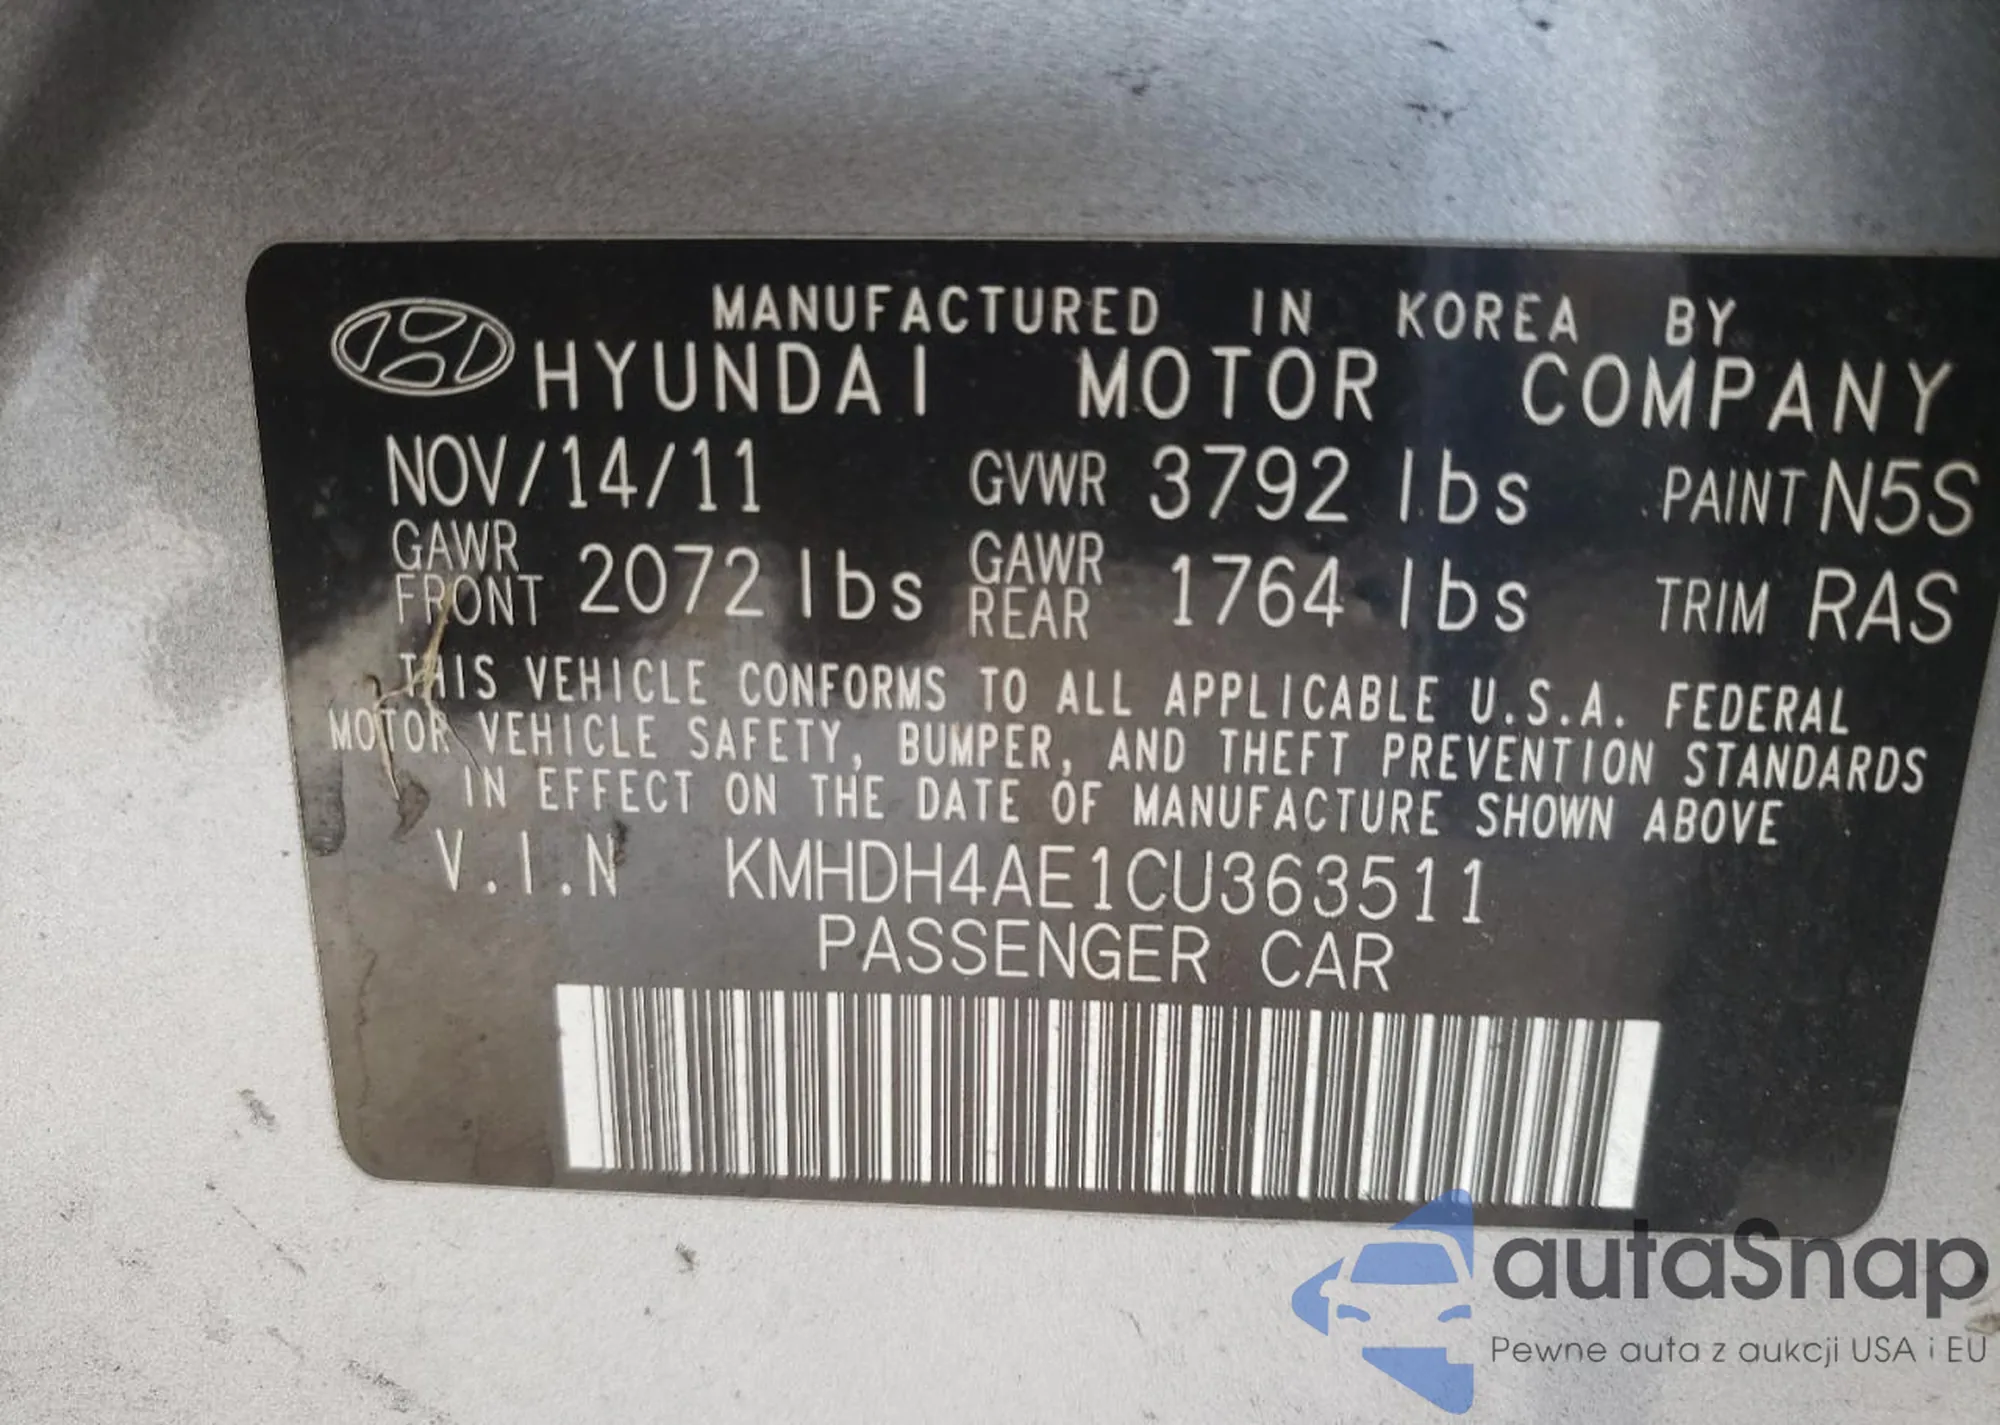 MANUFACTURED IN KOREA BY
HYUNDAI MOTOR COMPANY
NOV/14/11 GVWR 3792 lbs PAINT N5S
GAWR FRONT 2072 lbs GAWR REAR 1764 lbs TRIM RAS
THIS VEHICLE CONFORMS TO ALL APPLICABLE U.S.A. FEDERAL
MOTOR VEHICLE SAFETY, BUMPER, AND THEFT PREVENTION STANDARDS
IN EFFECT ON THE DATE OF MANUFACTURE SHOWN ABOVE
V.I.N KMHDH4AE1CU363511
PASSENGER CAR
autaSnap
Pewne auta z aukcji USA i EU